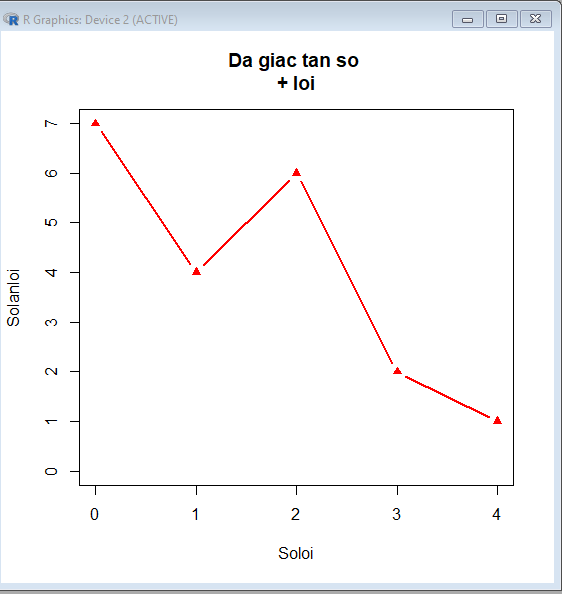 R Graphics: Device 2 (ACTIVE)
Da giac tan so
+ loi
7
6
5
4
3
2
1
0
Solanloi
0 1 2 3 4
Soloi